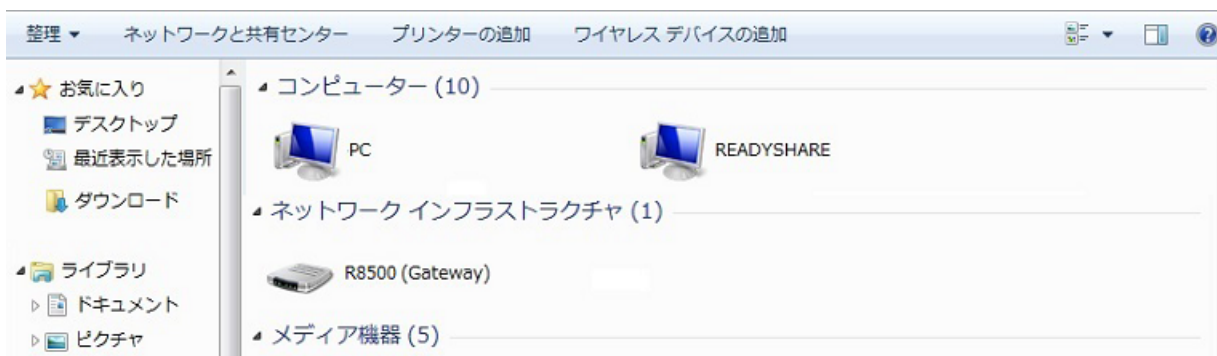 整理 ネットワークと共有センター プリンターの追加 ワイヤレス デバイスの追加
お気に入り
デスクトップ
最近表示した場所
ダウンロード
ライブラリ
ドキュメント
ピクチャ
コンピューター (10)
PC READYSHARE
ネットワーク インフラストラクチャ (1)
R8500 (Gateway)
メディア機器 (5)